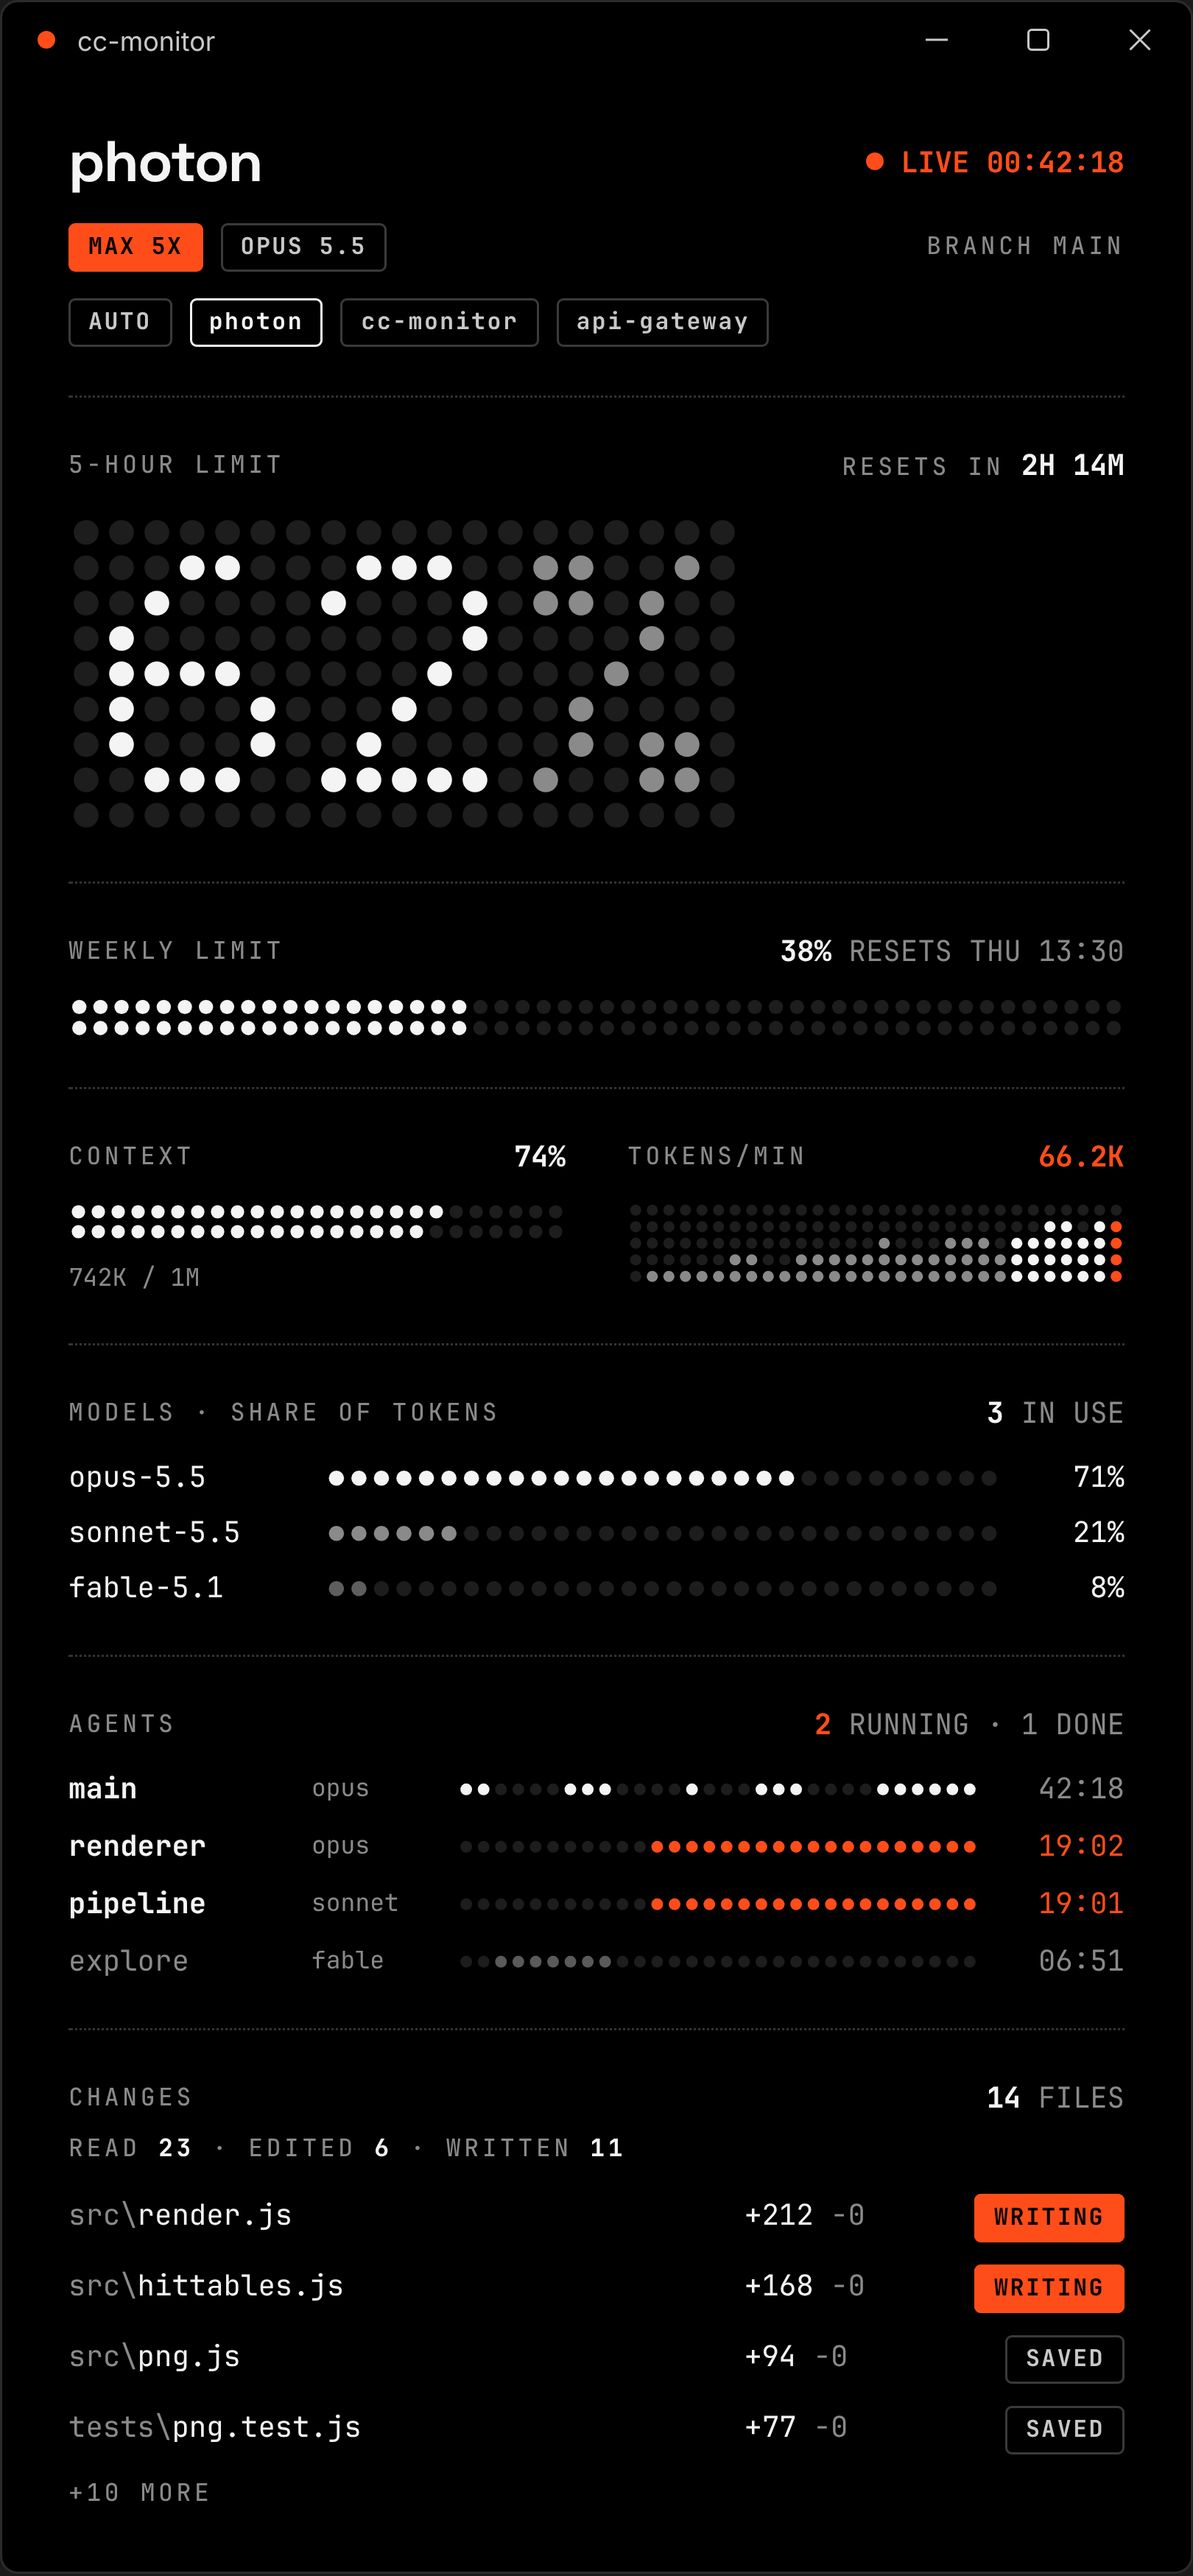 cc-monitor
photon
LIVE 00:42:18
MAX 5X OPUS 5.5 BRANCH MAIN
AUTO photon cc-monitor api-gateway
5-HOUR LIMIT RESETS IN 2H 14M
62%
WEEKLY LIMIT 38% RESETS THU 13:30
CONTEXT 74%
742K / 1M
TOKENS/MIN 66.2K
MODELS · SHARE OF TOKENS 3 IN USE
opus-5.5 71%
sonnet-5.5 21%
fable-5.1 8%
AGENTS 2 RUNNING · 1 DONE
main opus 42:18
renderer opus 19:02
pipeline sonnet 19:01
explore fable 06:51
CHANGES 14 FILES
READ 23 · EDITED 6 · WRITTEN 11
src\render.js +212 -0 WRITING
src\hittables.js +168 -0 WRITING
src\png.js +94 -0 SAVED
tests\png.test.js +77 -0 SAVED
+10 MORE